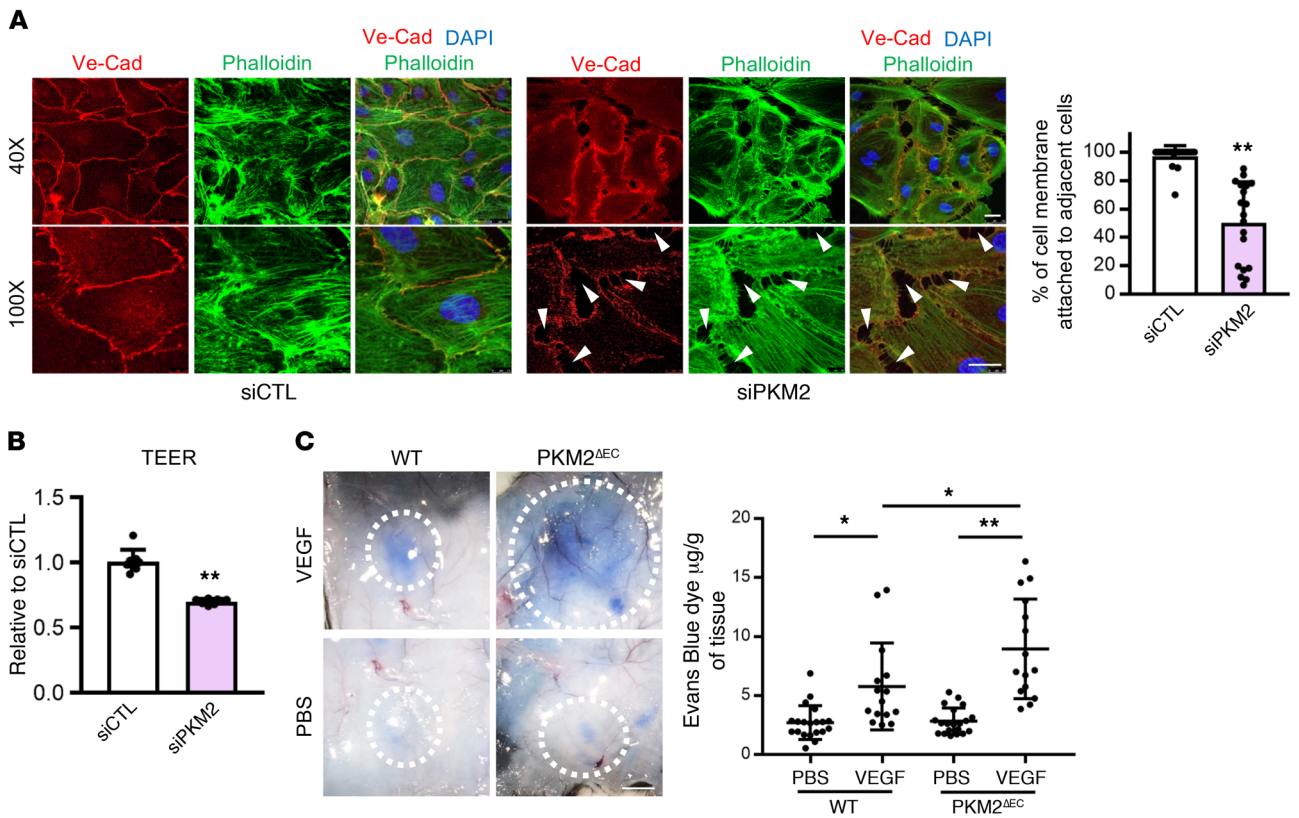 A
Ve-Cad
Phalloidin
Ve-Cad DAPI
Phalloidin
Ve-Cad
Phalloidin
Ve-Cad DAPI
Phalloidin
40X
100X
siCTL
siPKM2
% of cell membrane
attached to adjacent cells
100
80
60
40
20
0
**
siCTL
siPKM2
B
TEER
Relative to siCTL
1.5
1.0
0.5
0.0
**
siCTL
siPKM2
C
WT
PKM2ΔEC
VEGF
PBS
Evans Blue dye µg/g
of tissue
20
15
10
5
0
*
*
**
PBS
VEGF
PBS
VEGF
WT
PKM2ΔEC